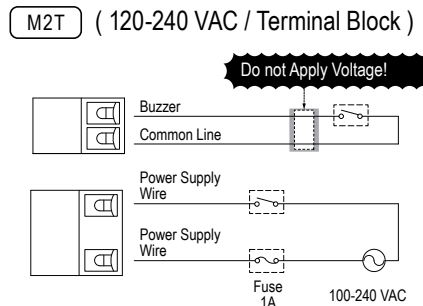 M2T ( 120-240 VAC / Terminal Block )
Do not Apply Voltage!
Buzzer
Common Line
Power Supply
Wire
Power Supply
Wire
Fuse
1A
100-240 VAC